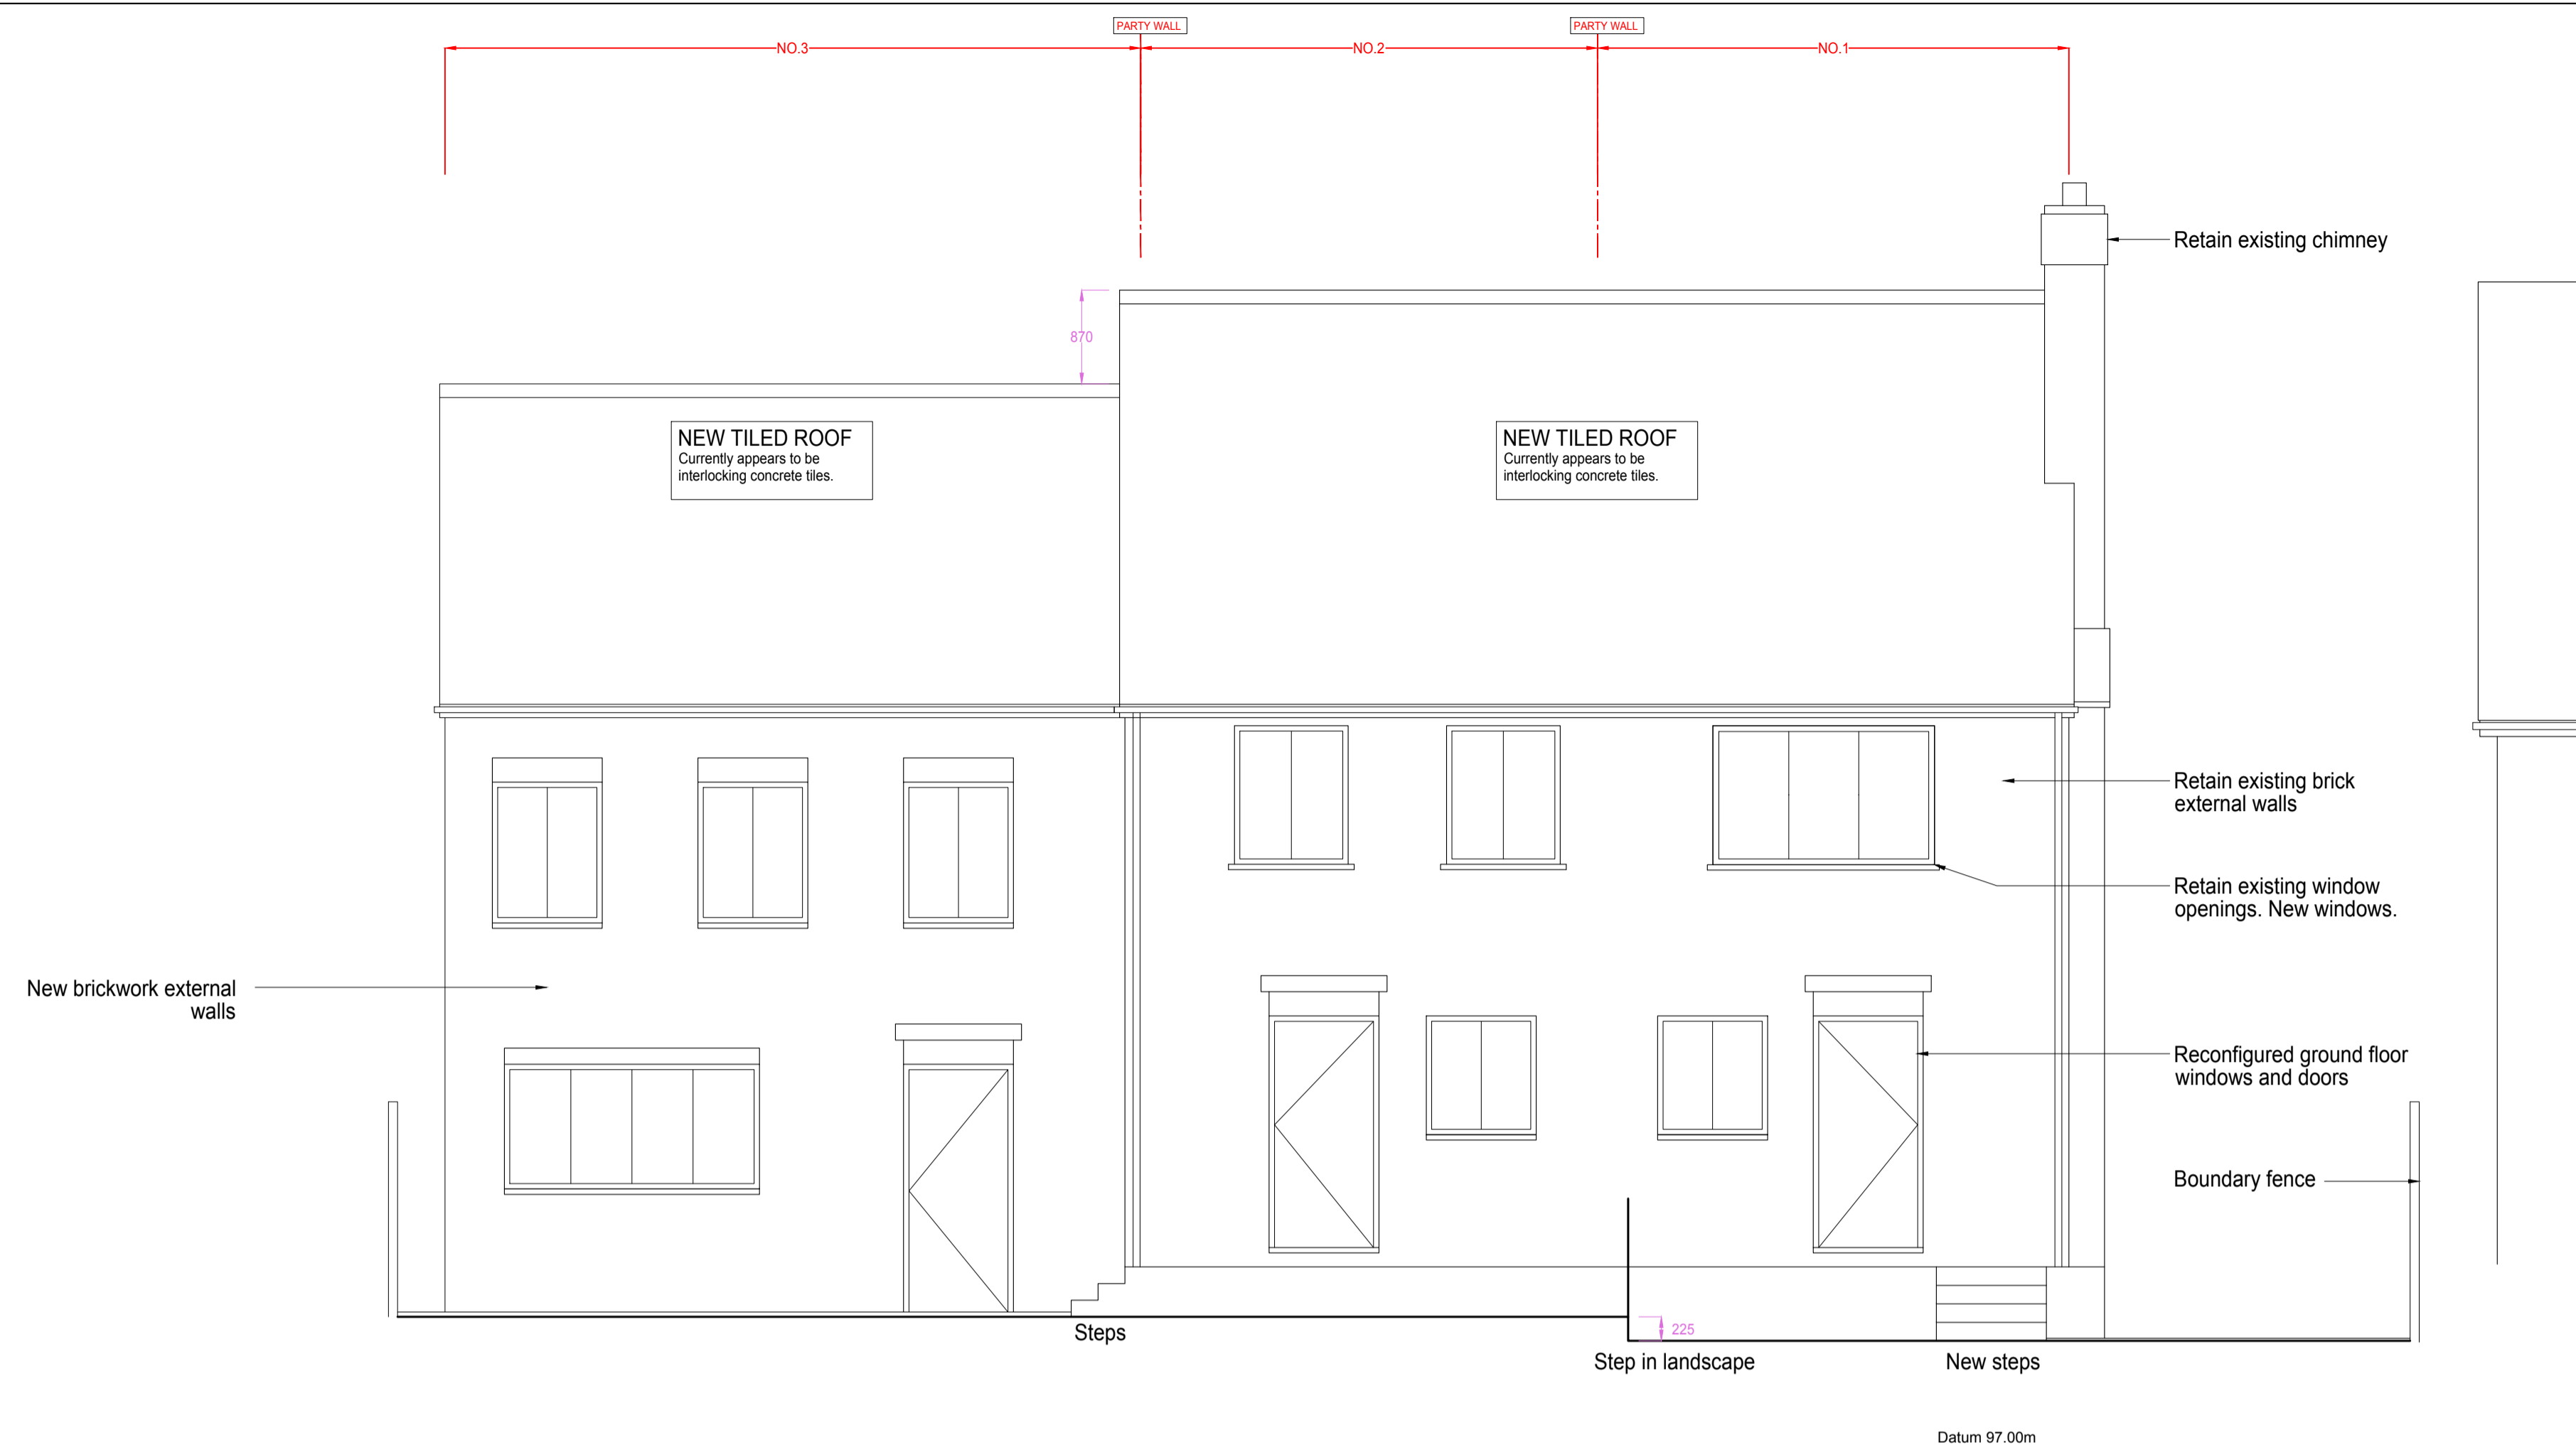 PARTY WALL
PARTY WALL
NO.3
NO.2
NO.1
Retain existing chimney
870
NEW TILED ROOF
Currently appears to be
interlocking concrete tiles.
NEW TILED ROOF
Currently appears to be
interlocking concrete tiles.
Retain existing brick
external walls
Retain existing window
openings. New windows.
New brickwork external
walls
Reconfigured ground floor
windows and doors
Boundary fence
Steps
225
Step in landscape
New steps
Datum 97.00m